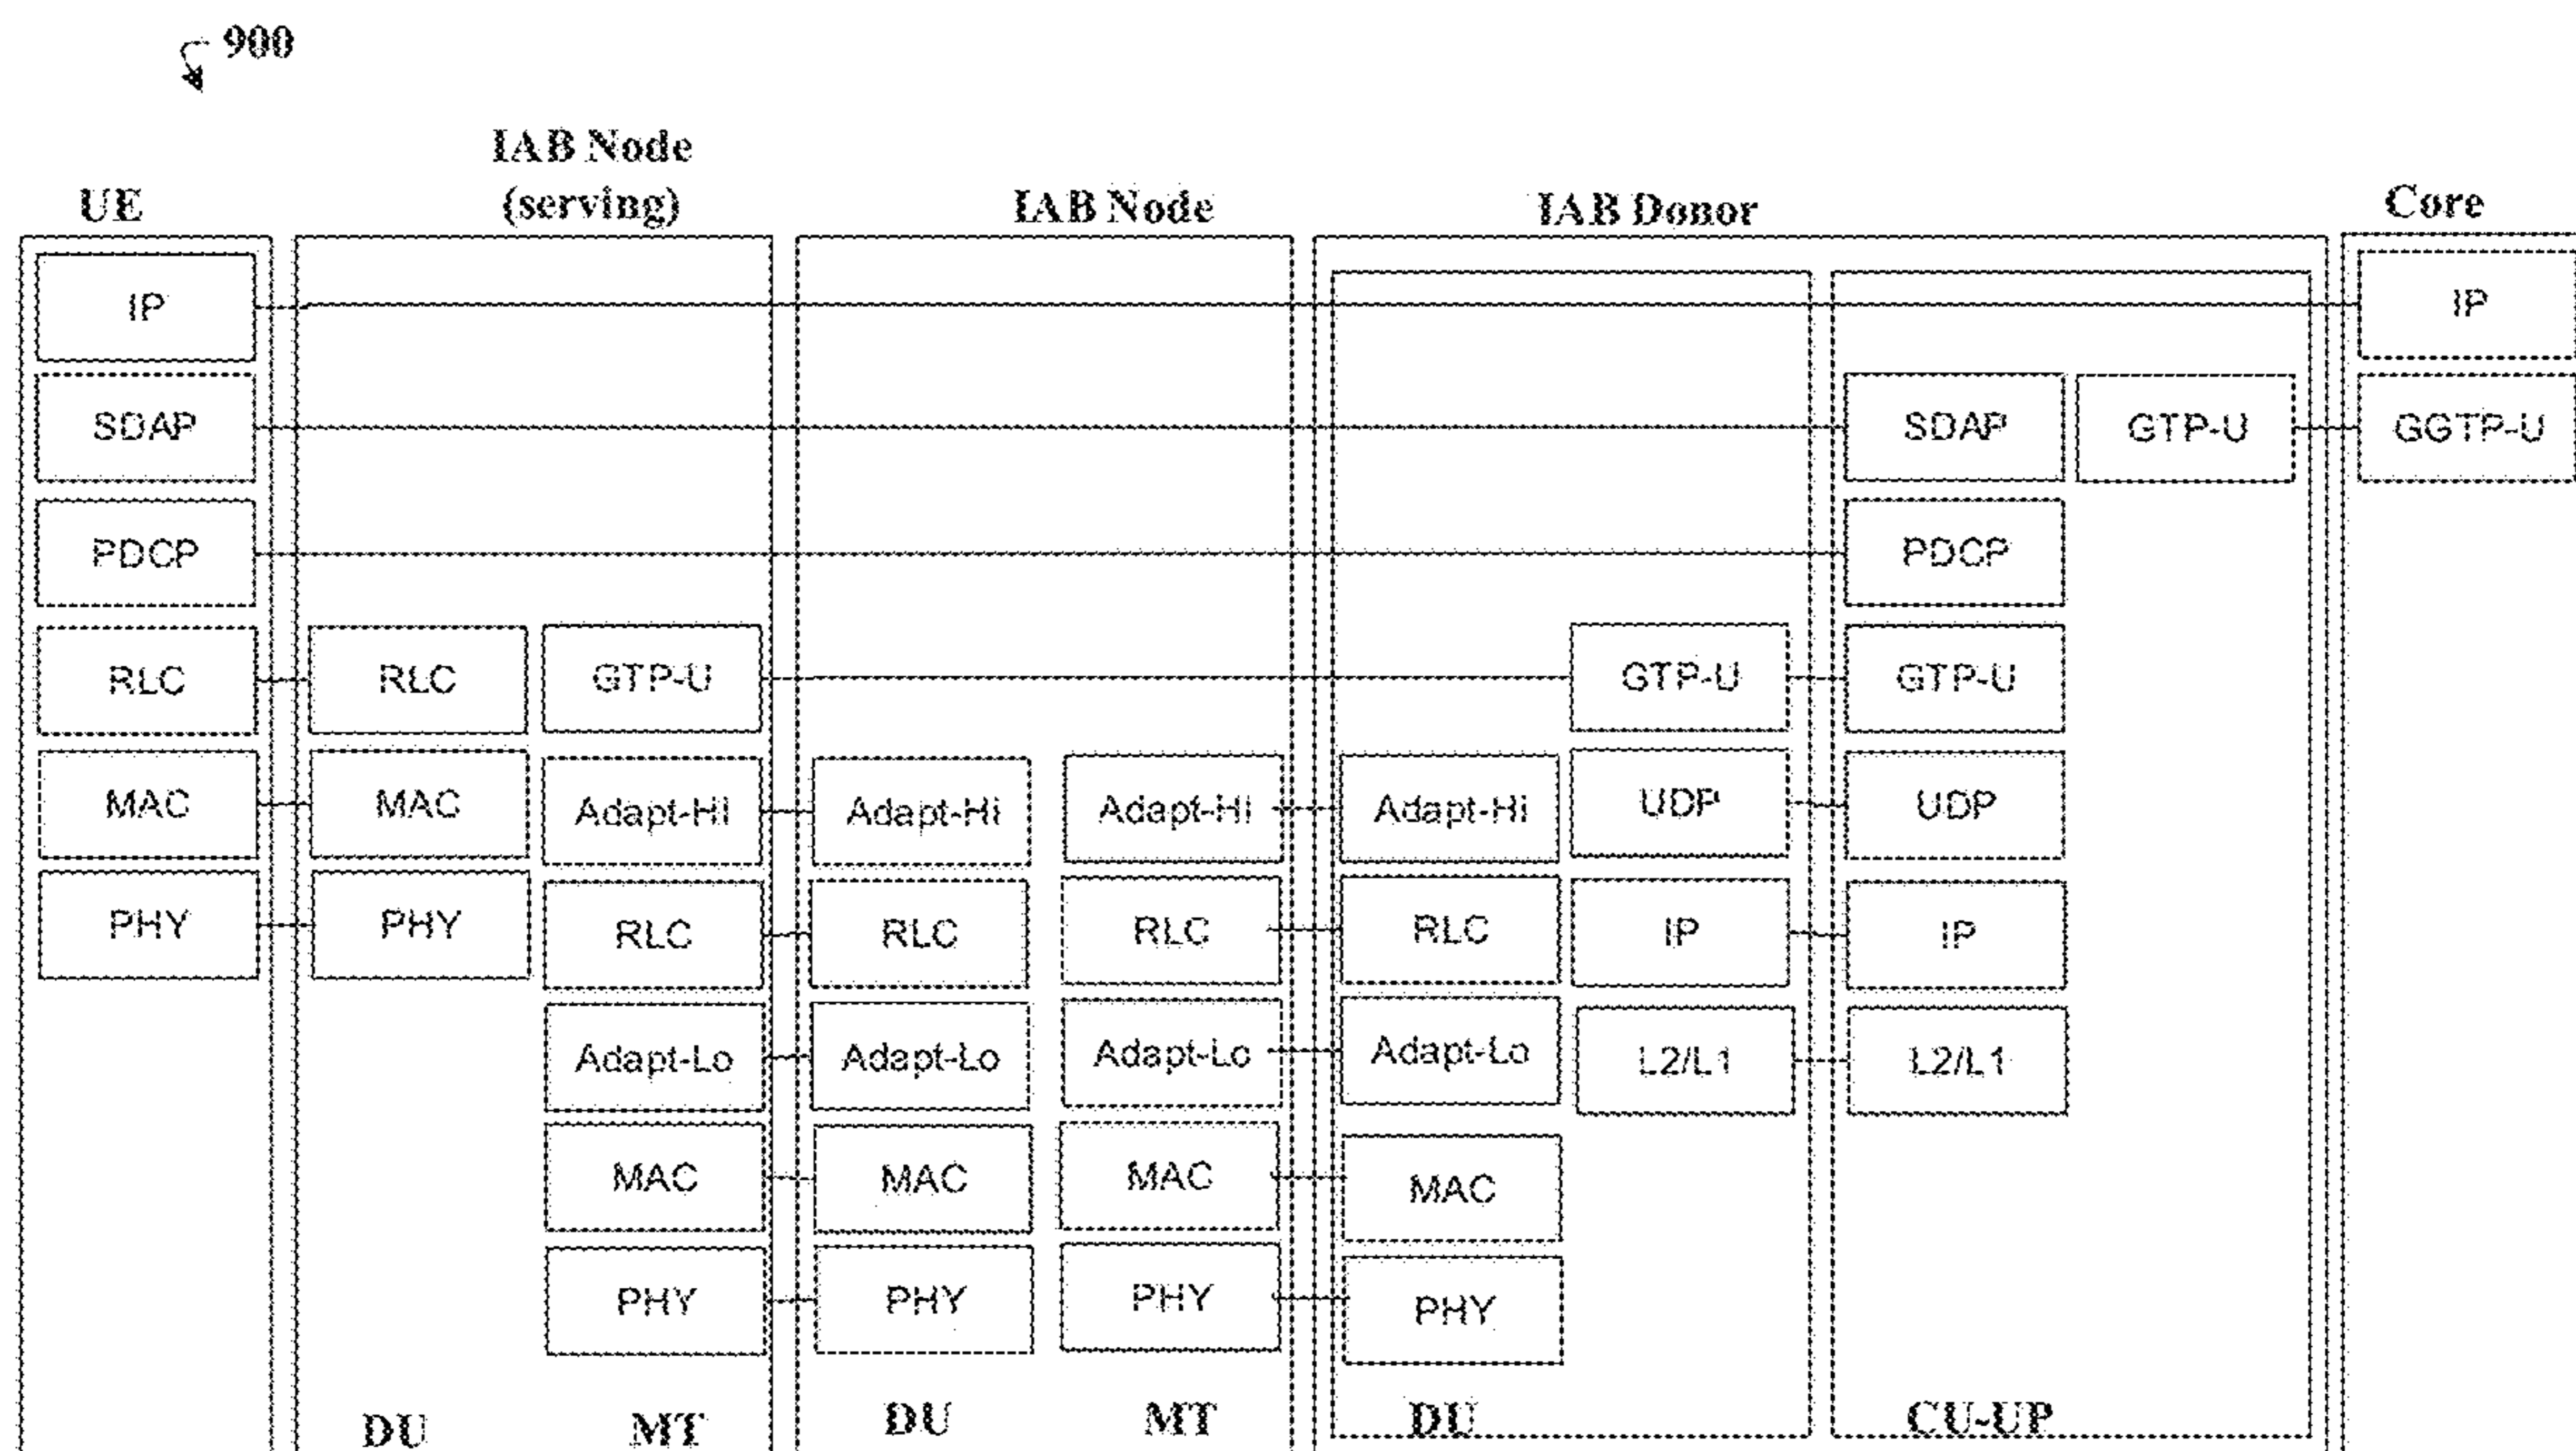 900
IAB Node
(serving)
UE
IAB Node
IAB Donor
Core
IP
IP
SDAP
SDAP
GTP-U
GGTP-U
PDCP
PDCP
RLC
RLC
GTP-U
GTP-U
GTP-U
MAC
MAC
Adapt-Hi
Adapt-Hi
Adapt-Hi
Adapt-Hi
UDP
UDP
PHY
PHY
RLC
RLC
RLC
RLC
IP
IP
Adapt-Lo
Adapt-Lo
Adapt-Lo
Adapt-Lo
L2/L1
L2/L1
MAC
MAC
MAC
MAC
PHY
PHY
PHY
PHY
DU
MT
DU
MT
DU
CU-UP